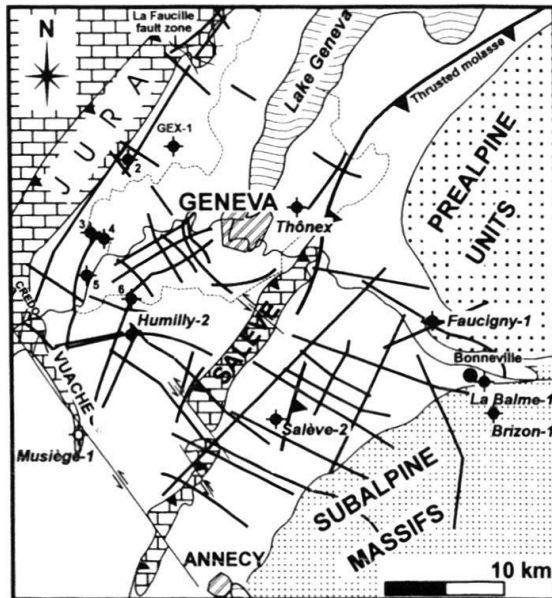 N
La Faucille
fault zone
Lake Geneva
Thrusted molasse
JURA
GEX-1
2
PREALPINE
UNITS
GENEVA
Thônex
3
4
5
6
CREDO
Humilly-2
SALÈVE
Faucigny-1
VUACHE
Bonneville
La Balme-1
Salève-2
Brizon-1
Musiège-1
SUBALPINE
MASSIFS
ANNECY
10 km